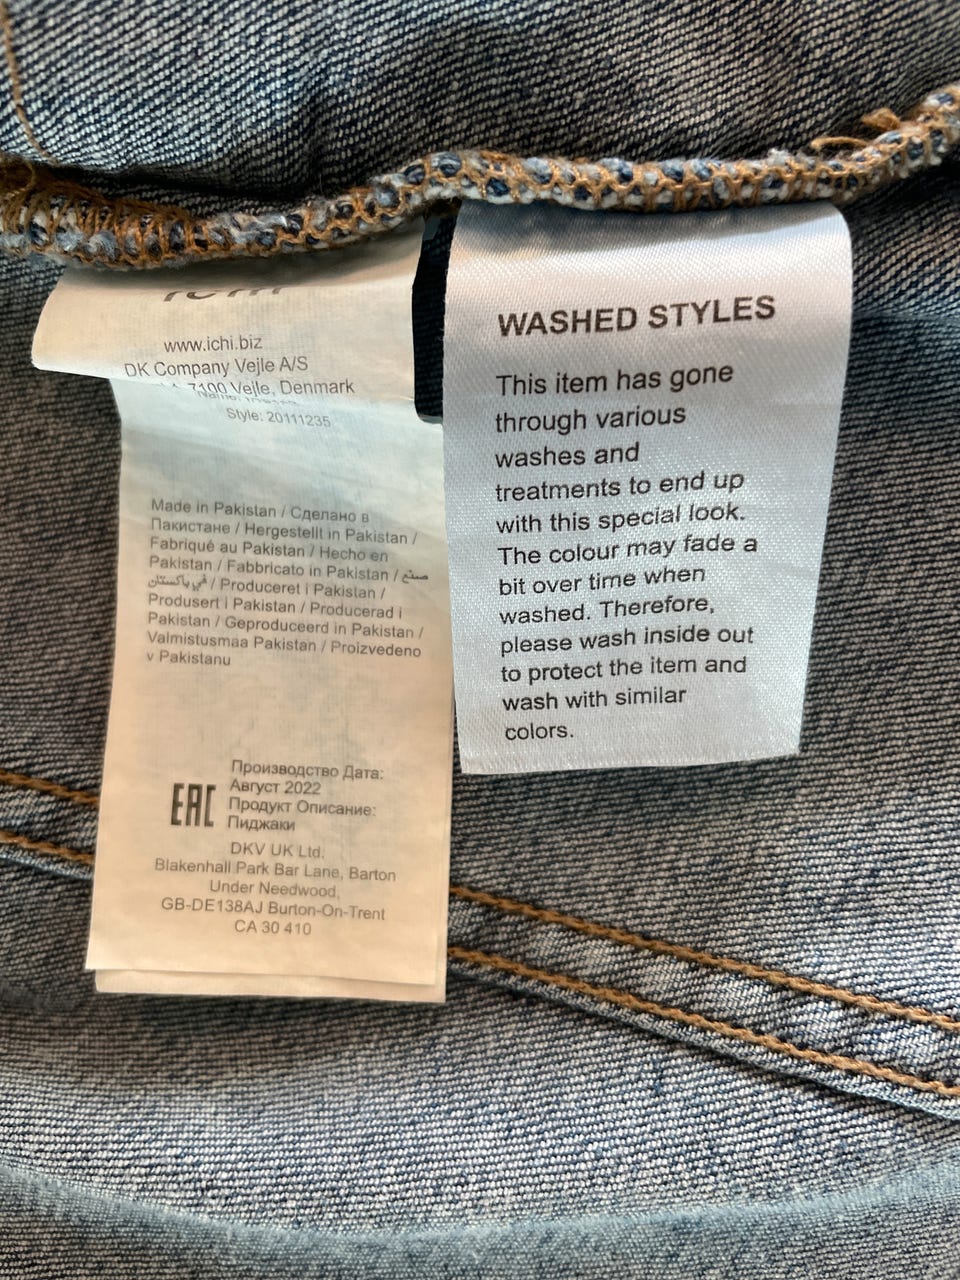 ichi
www.ichi.biz
DK Company Vejle A/S
7100 Vejle, Denmark
Style: 20111235
Made in Pakistan / Сделано в
Пакистане / Hergestellt in Pakistan /
Fabriqué au Pakistan / Hecho en
Pakistan / Fabbricato in Pakistan / صنع
في باكستان / Produceret i Pakistan /
Produsert i Pakistan / Producerad i
Pakistan / Geproduceerd in Pakistan /
Valmistusmaa Pakistan / Proizvedeno
v Pakistanu
EAC
Производство Дата:
Август 2022
Продукт Описание:
Пиджаки
DKV UK Ltd.
Blakenhall Park Bar Lane, Barton
Under Needwood,
GB-DE138AJ Burton-On-Trent
CA 30 410
WASHED STYLES
This item has gone
through various
washes and
treatments to end up
with this special look.
The colour may fade a
bit over time when
washed. Therefore,
please wash inside out
to protect the item and
wash with similar
colors.